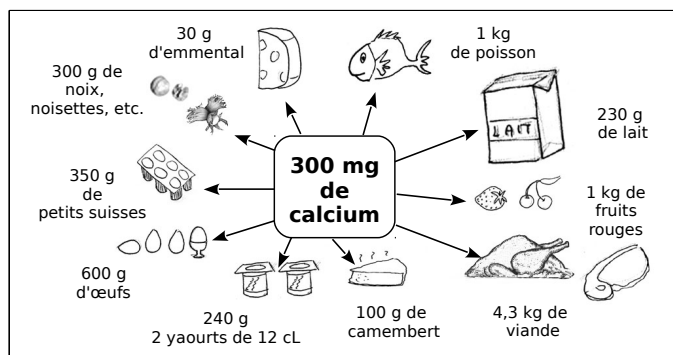 30 g
d'emmental
1 kg
de poisson
300 g de
noix,
noisettes, etc.
LAIT
230 g
de lait
300 mg
de
calcium
350 g
de
petits suisses
1 kg de
fruits
rouges
600 g
d'œufs
240 g
2 yaourts de 12 cL
100 g de
camembert
4,3 kg de
viande